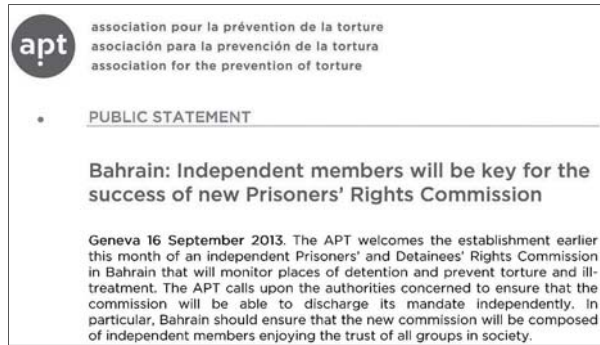 apt
association pour la prévention de la torture
asociación para la prevención de la tortura
association for the prevention of torture
PUBLIC STATEMENT
Bahrain: Independent members will be key for the
success of new Prisoners' Rights Commission
Geneva 16 September 2013. The APT welcomes the establishment earlier
this month of an independent Prisoners' and Detainees' Rights Commission
in Bahrain that will monitor places of detention and prevent torture and ill-
treatment. The APT calls upon the authorities concerned to ensure that the
commission will be able to discharge its mandate independently. In
particular, Bahrain should ensure that the new commission will be composed
of independent members enjoying the trust of all groups in society.